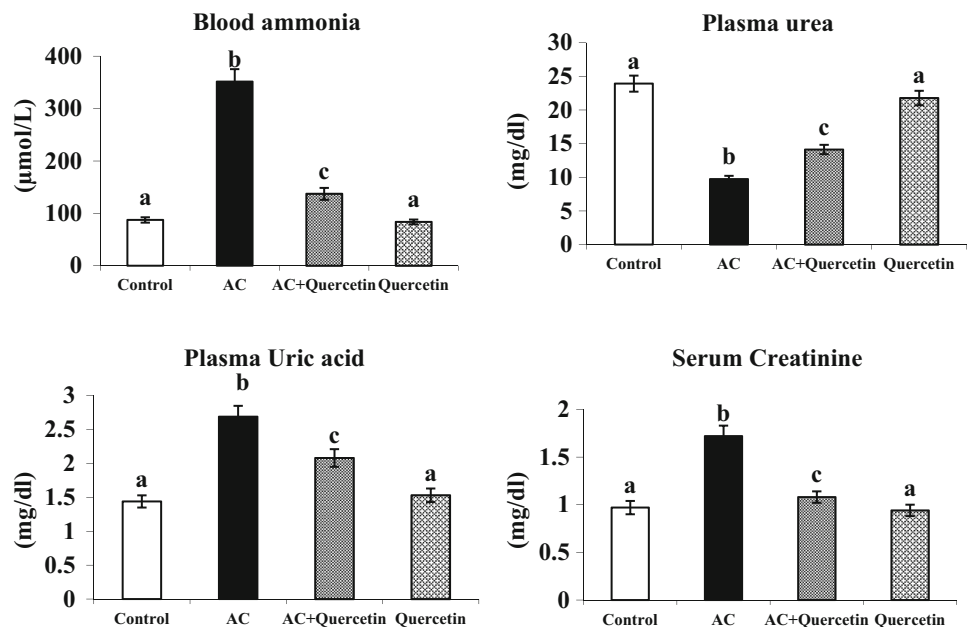 Blood ammonia
(µmol/L)
400
300
200
100
0
a
b
c
a
Control AC AC+Quercetin Quercetin
Plasma urea
(mg/dl)
30
25
20
15
10
5
0
a
b
c
a
Control AC AC+Quercetin Quercetin
Plasma Uric acid
(mg/dl)
3
2.5
2
1.5
1
0.5
0
a
b
c
a
Control AC AC+Quercetin Quercetin
Serum Creatinine
(mg/dl)
2
1.5
1
0.5
0
a
b
c
a
Control AC AC+Quercetin Quercetin